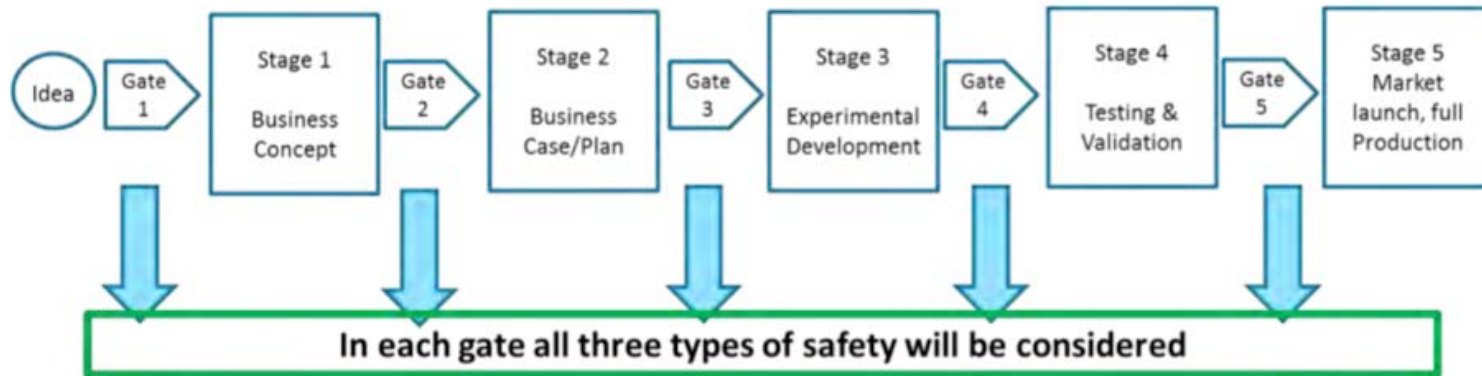 Idea
Gate
1
Stage 1
Business
Concept
Gate
2
Stage 2
Business
Case/Plan
Gate
3
Stage 3
Experimental
Development
Gate
4
Stage 4
Testing &
Validation
Gate
5
Stage 5
Market
launch, full
Production
In each gate all three types of safety will be considered